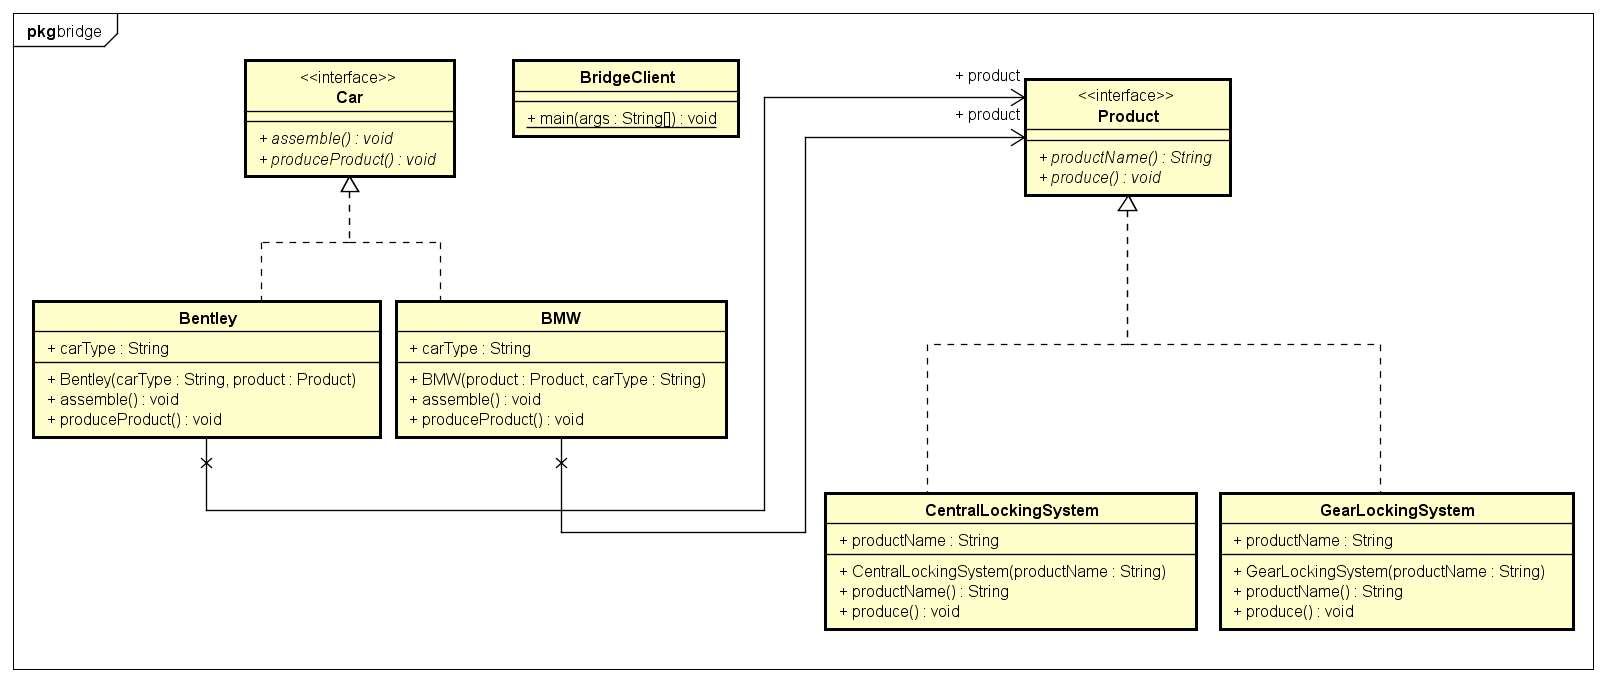 pkg bridge
<<interface>>
Car
+ assemble() : void
+ produceProduct() : void
BridgeClient
+ main(args : String[]) : void
+ product
+ product
<<interface>>
Product
+ productName() : String
+ produce() : void
Bentley
+ carType : String
+ Bentley(carType : String, product : Product)
+ assemble() : void
+ produceProduct() : void
BMW
+ carType : String
+ BMW(product : Product, carType : String)
+ assemble() : void
+ produceProduct() : void
CentralLockingSystem
+ productName : String
+ CentralLockingSystem(productName : String)
+ productName() : String
+ produce() : void
GearLockingSystem
+ productName : String
+ GearLockingSystem(productName : String)
+ productName() : String
+ produce() : void